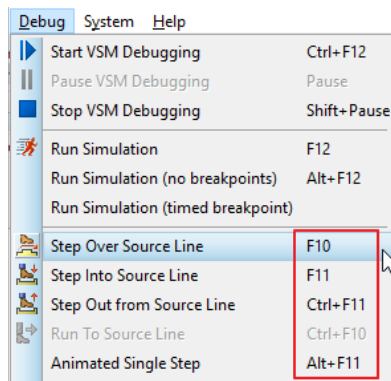 Debug System Help
Start VSM Debugging Ctrl+F12
Pause VSM Debugging Pause
Stop VSM Debugging Shift+Pause
Run Simulation F12
Run Simulation (no breakpoints) Alt+F12
Run Simulation (timed breakpoint)
Step Over Source Line F10
Step Into Source Line F11
Step Out from Source Line Ctrl+F11
Run To Source Line Ctrl+F10
Animated Single Step Alt+F11